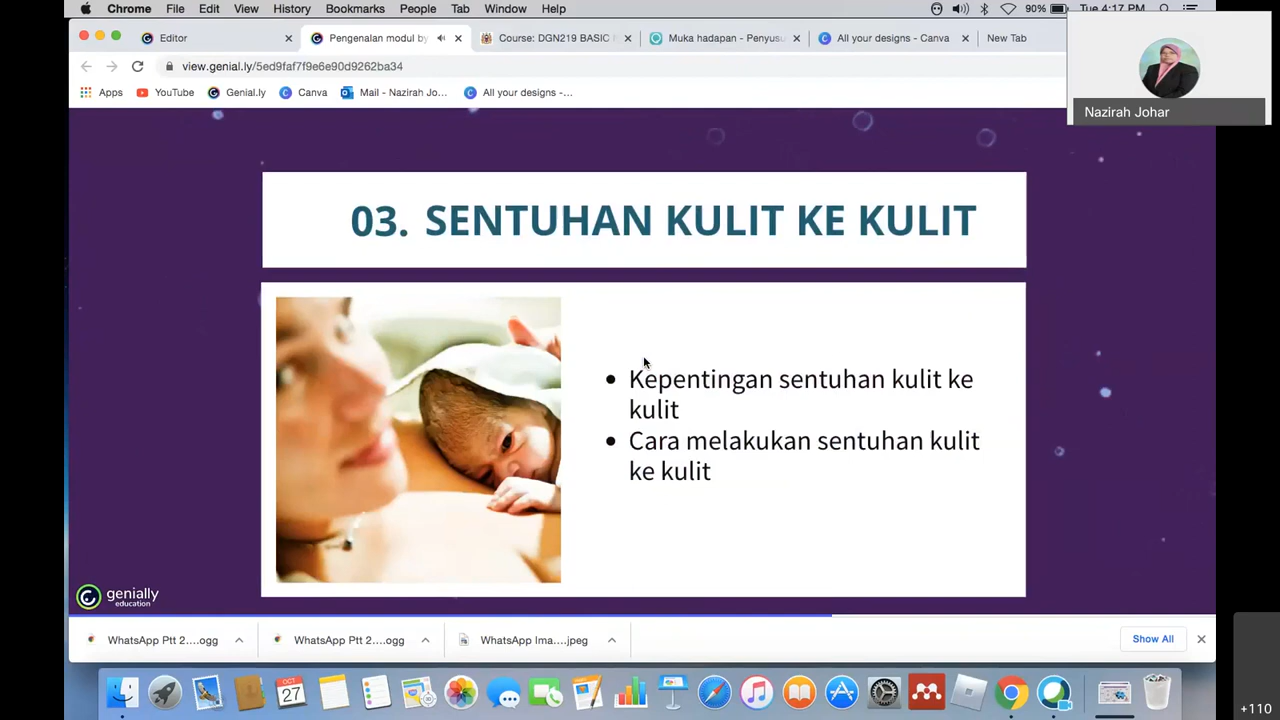 Chrome File Edit View History Bookmarks People Tab Window Help 90% Tue 4:17 PM
Editor Pengenalan modul by Course: DGN219 BASIC Muka hadapan - Penyus All your designs - Canva New Tab
view.genial.ly/5ed9faf7f9e6e90d9262ba34
Apps YouTube Genial.ly Canva Mail - Nazirah Jo... All your designs -...
Nazirah Johar
03. SENTUHAN KULIT KE KULIT
• Kepentingan sentuhan kulit ke
kulit
• Cara melakukan sentuhan kulit
ke kulit
genially
education
WhatsApp Ptt 2....ogg WhatsApp Ptt 2....ogg WhatsApp Ima....jpeg Show All
OCT
27
+110